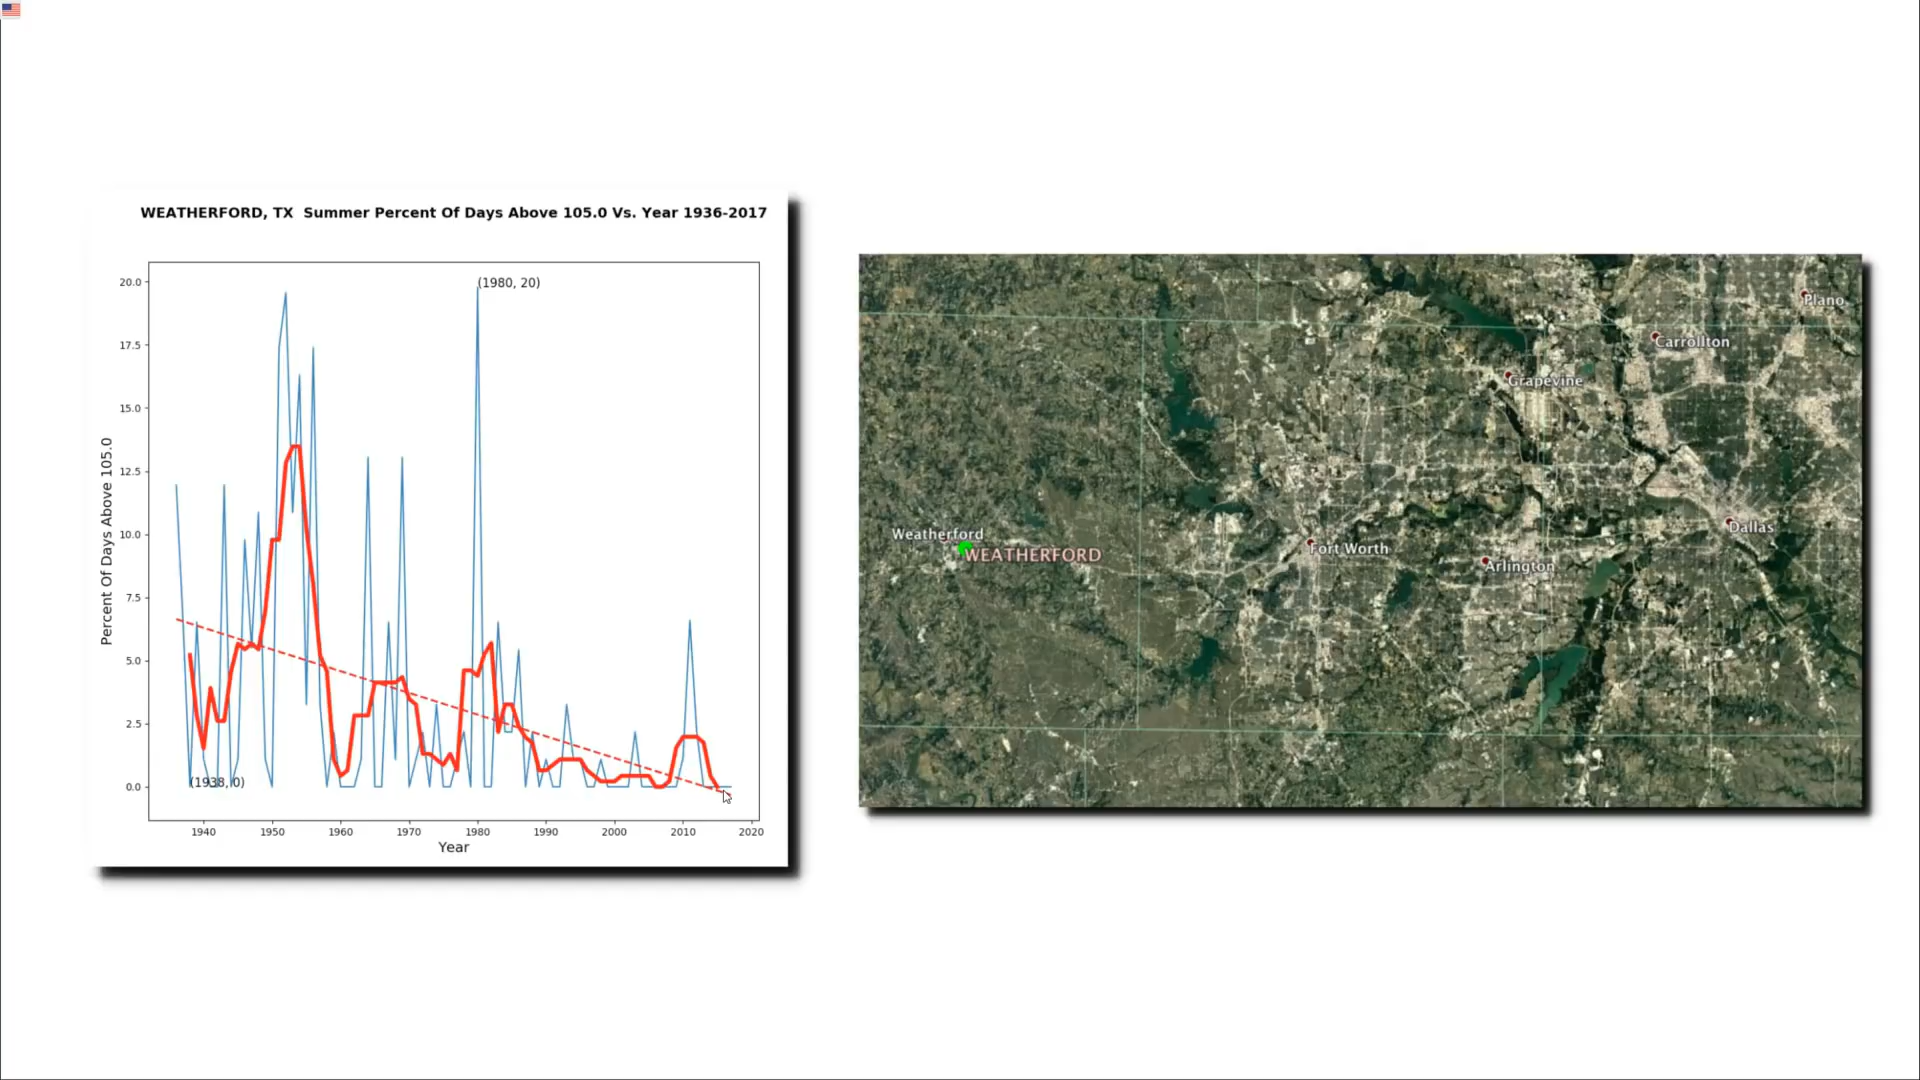 WEATHERFORD, TX  Summer Percent Of Days Above 105.0 Vs. Year 1936-2017
(1980, 20)
20.0
17.5
15.0
12.5
10.0
7.5
5.0
2.5
0.0
Percent Of Days Above 105.0
(1938, 0)
1940 1950 1960 1970 1980 1990 2000 2010 2020
Year
Plano
Carrollton
Grapevine
Dallas
Weatherford
WEATHERFORD
Fort Worth
Arlington